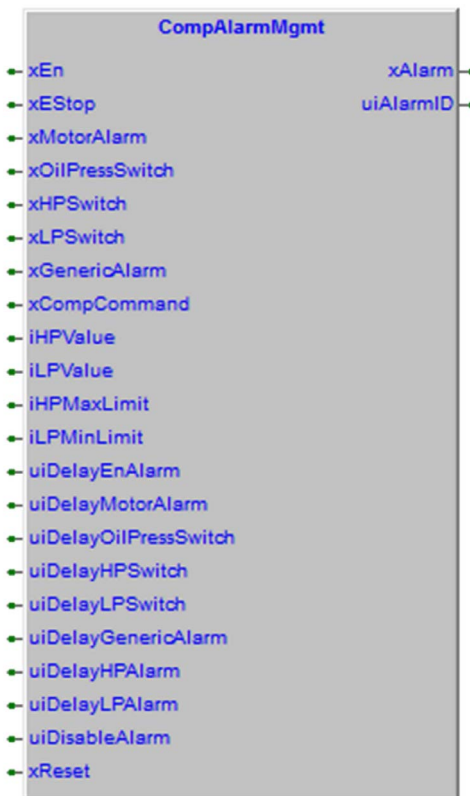 CompAlarmMgmt
xEn xAlarm
xEStop uiAlarmID
xMotorAlarm
xOilPressSwitch
xHPSwitch
xLPSwitch
xGenericAlarm
xCompCommand
iHPValue
iLPValue
iHPMaxLimit
iLPMinLimit
uiDelayEnAlarm
uiDelayMotorAlarm
uiDelayOilPressSwitch
uiDelayHPSwitch
uiDelayLPSwitch
uiDelayGenericAlarm
uiDelayHPAlarm
uiDelayLPAlarm
uiDisableAlarm
xReset